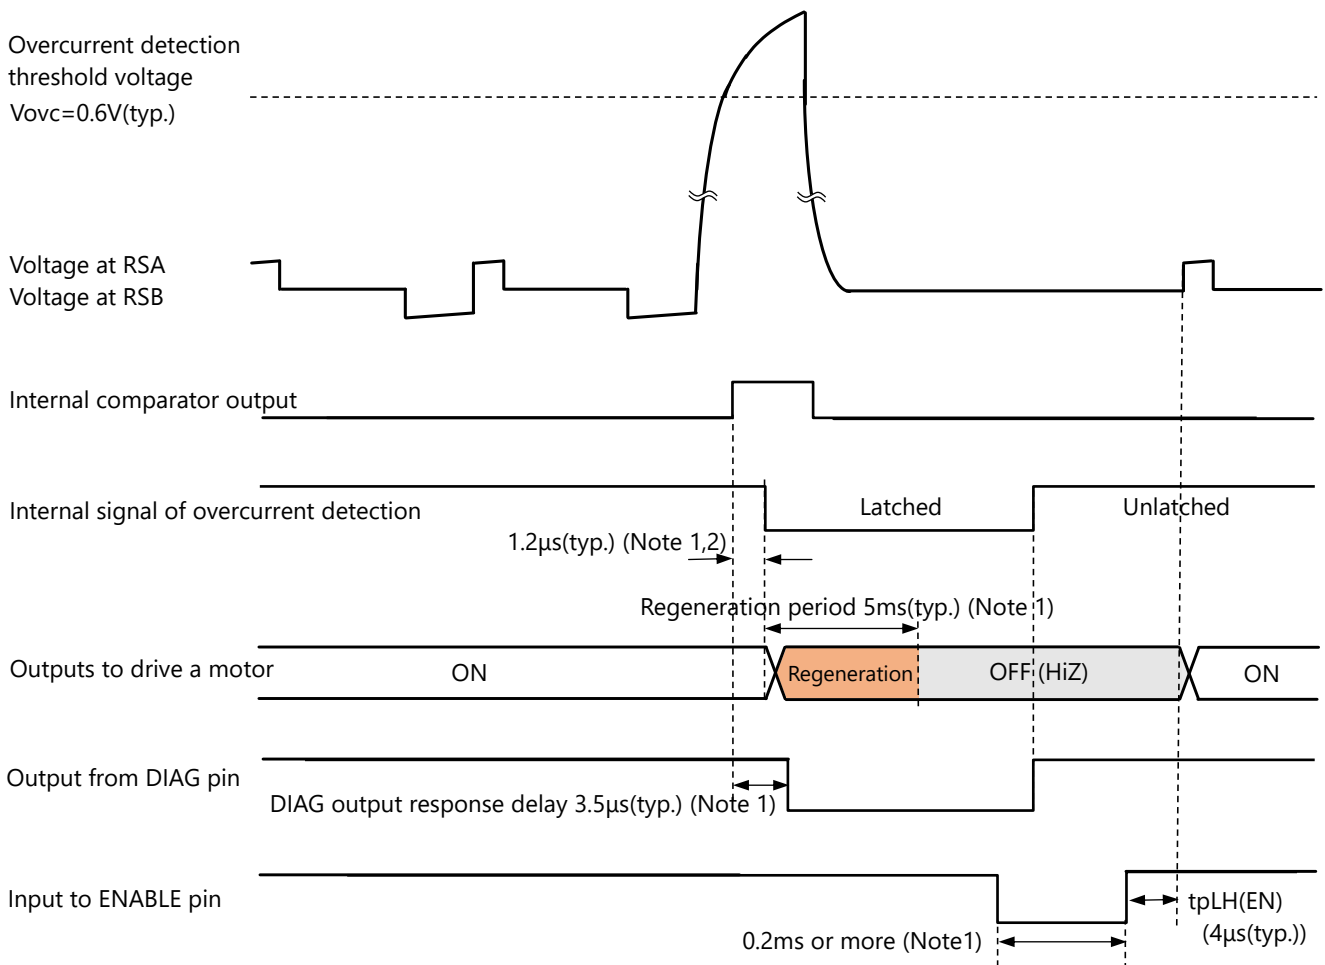 Overcurrent detection
threshold voltage
Vovc=0.6V(typ.)
Voltage at RSA
Voltage at RSB
Internal comparator output
Internal signal of overcurrent detection
Latched
Unlatched
1.2µs(typ.) (Note 1,2)
Regeneration period 5ms(typ.) (Note 1)
Outputs to drive a motor
ON
Regeneration
OFF (HiZ)
ON
Output from DIAG pin
DIAG output response delay 3.5µs(typ.) (Note 1)
Input to ENABLE pin
tpLH(EN)
(4µs(typ.))
0.2ms or more (Note1)